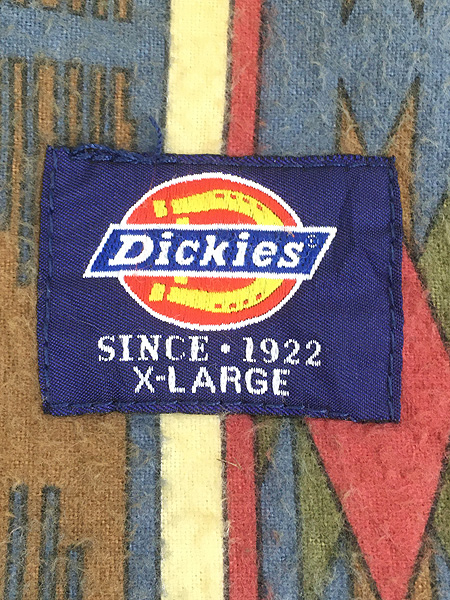 Dickies®
SINCE • 1922
X-LARGE